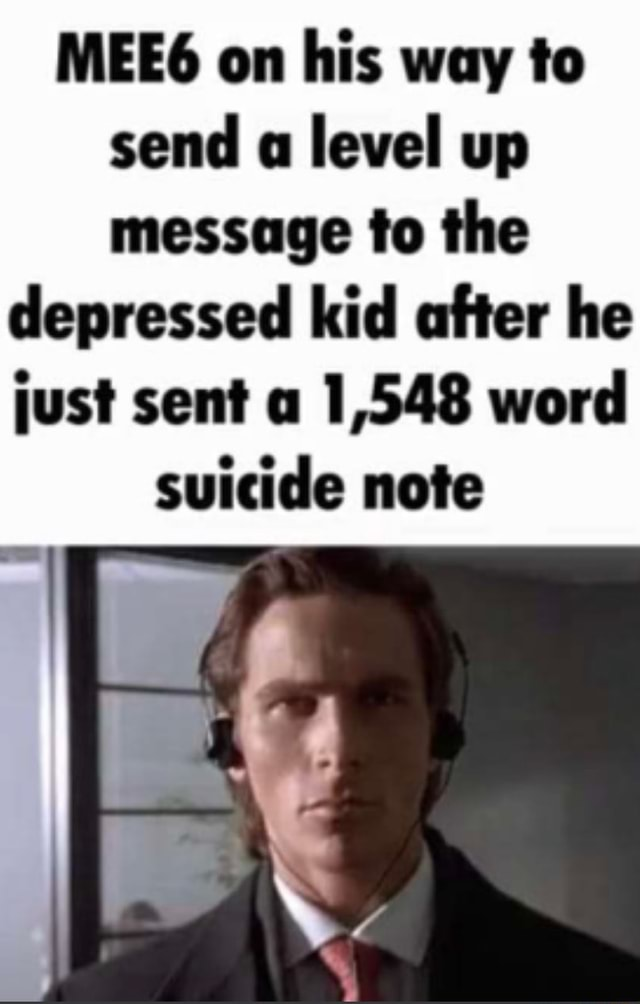 MEE6 on his way to
send a level up
message to the
depressed kid after he
just sent a 1,548 word
suicide note